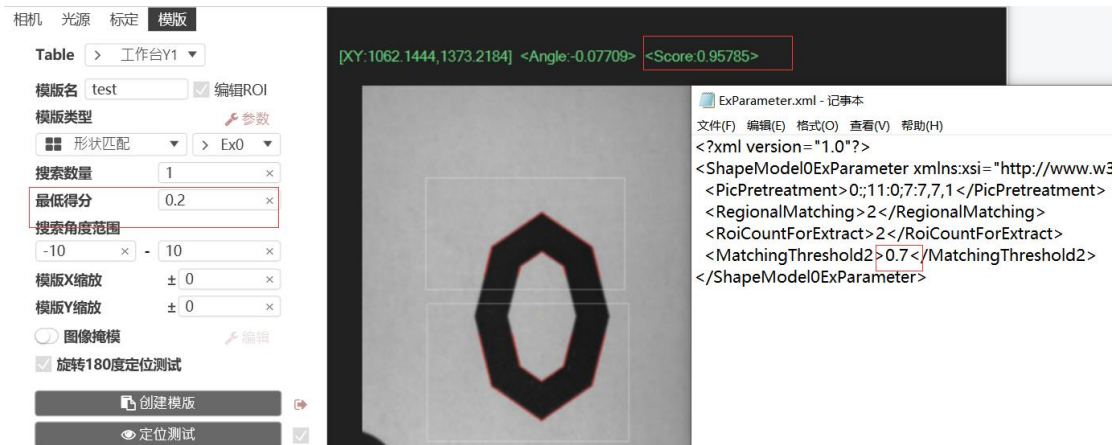 相机 光源 标定 模版
Table > 工作台Y1
模版名 test 编辑ROI
模版类型 参数
形状匹配 > Ex0
搜索数量 1 ×
最低得分 0.2 ×
搜索角度范围
-10 × - 10 ×
模版X缩放 ± 0 ×
模版Y缩放 ± 0 ×
图像掩模 编辑
旋转180度定位测试
创建模版
定位测试
[XY:1062.1444,1373.2184] <Angle:-0.07709> <Score:0.95785>
ExParameter.xml - 记事本
文件(F) 编辑(E) 格式(O) 查看(V) 帮助(H)
<?xml version="1.0"?>
<ShapeModel0ExParameter xmlns:xsi="http://www.w3
<PicPretreatment>0:;11:0;7:7,7,1</PicPretreatment>
<RegionalMatching>2</RegionalMatching>
<RoiCountForExtract>2</RoiCountForExtract>
<MatchingThreshold2>0.7</MatchingThreshold2>
</ShapeModel0ExParameter>